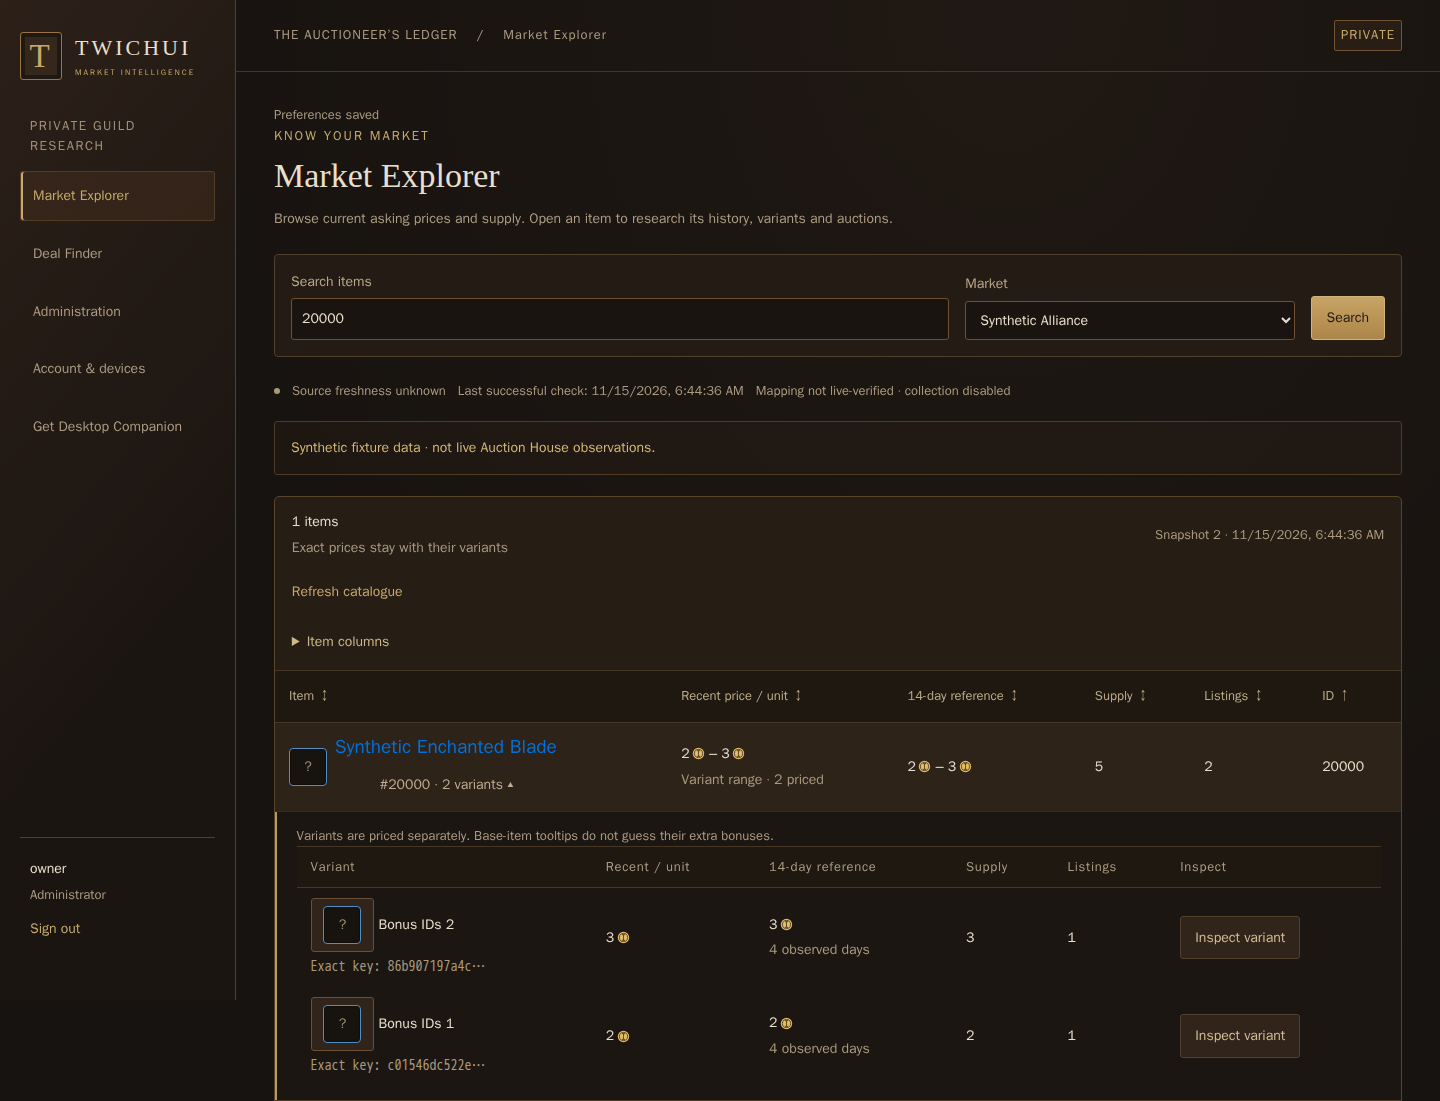 T
TWICHUI
MARKET INTELLIGENCE
PRIVATE GUILD
RESEARCH
Market Explorer
Deal Finder
Administration
Account & devices
Get Desktop Companion
owner
Administrator
Sign out
THE AUCTIONEER'S LEDGER / Market Explorer
PRIVATE
Preferences saved
KNOW YOUR MARKET
Market Explorer
Browse current asking prices and supply. Open an item to research its history, variants and auctions.
Search items
20000
Market
Synthetic Alliance
Search
Source freshness unknown Last successful check: 11/15/2026, 6:44:36 AM Mapping not live-verified · collection disabled
Synthetic fixture data · not live Auction House observations.
1 items
Exact prices stay with their variants
Snapshot 2 · 11/15/2026, 6:44:36 AM
Refresh catalogue
▶ Item columns
Item ↕ Recent price / unit ↕ 14-day reference ↕ Supply ↕ Listings ↕ ID ↑
?
Synthetic Enchanted Blade
#20000 · 2 variants ▴
2 – 3
Variant range · 2 priced
2 – 3
5
2
20000
Variants are priced separately. Base-item tooltips do not guess their extra bonuses.
Variant Recent / unit 14-day reference Supply Listings Inspect
? Bonus IDs 2
Exact key: 86b907197a4c…
3
3
4 observed days
3
1
Inspect variant
? Bonus IDs 1
Exact key: c01546dc522e…
2
2
4 observed days
2
1
Inspect variant